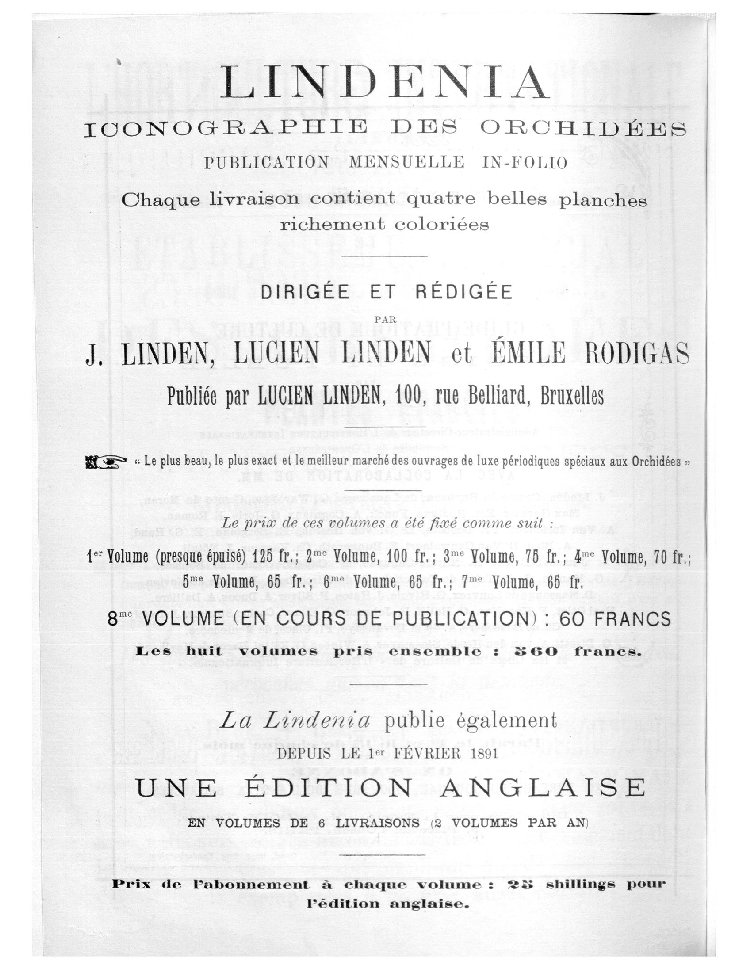 LINDENIA
ICONOGRAPHIE DES ORCHIDÉES
PUBLICATION MENSUELLE IN-FOLIO
Chaque livraison contient quatre belles planches
richement coloriées
DIRIGÉE ET RÉDIGÉE
PAR
J. LINDEN, LUCIEN LINDEN et ÉMILE RODIGAS
Publiée par LUCIEN LINDEN, 100, rue Belliard, Bruxelles
« Le plus beau, le plus exact et le meilleur marché des ouvrages de luxe périodiques spéciaux aux Orchidées »
Le prix de ces volumes a été fixé comme suit :
1er Volume (presque épuisé) 125 fr.; 2me Volume, 100 fr.; 3me Volume, 75 fr.; 4me Volume, 70 fr.;
5me Volume, 65 fr.; 6me Volume, 65 fr.; 7me Volume, 65 fr.
8me VOLUME (EN COURS DE PUBLICATION) : 60 FRANCS
Les huit volumes pris ensemble : 560 francs.
La Lindenia publie également
DEPUIS LE 1er FÉVRIER 1891
UNE ÉDITION ANGLAISE
EN VOLUMES DE 6 LIVRAISONS (2 VOLUMES PAR AN)
Prix de l'abonnement à chaque volume : 25 shillings pour
l'édition anglaise.